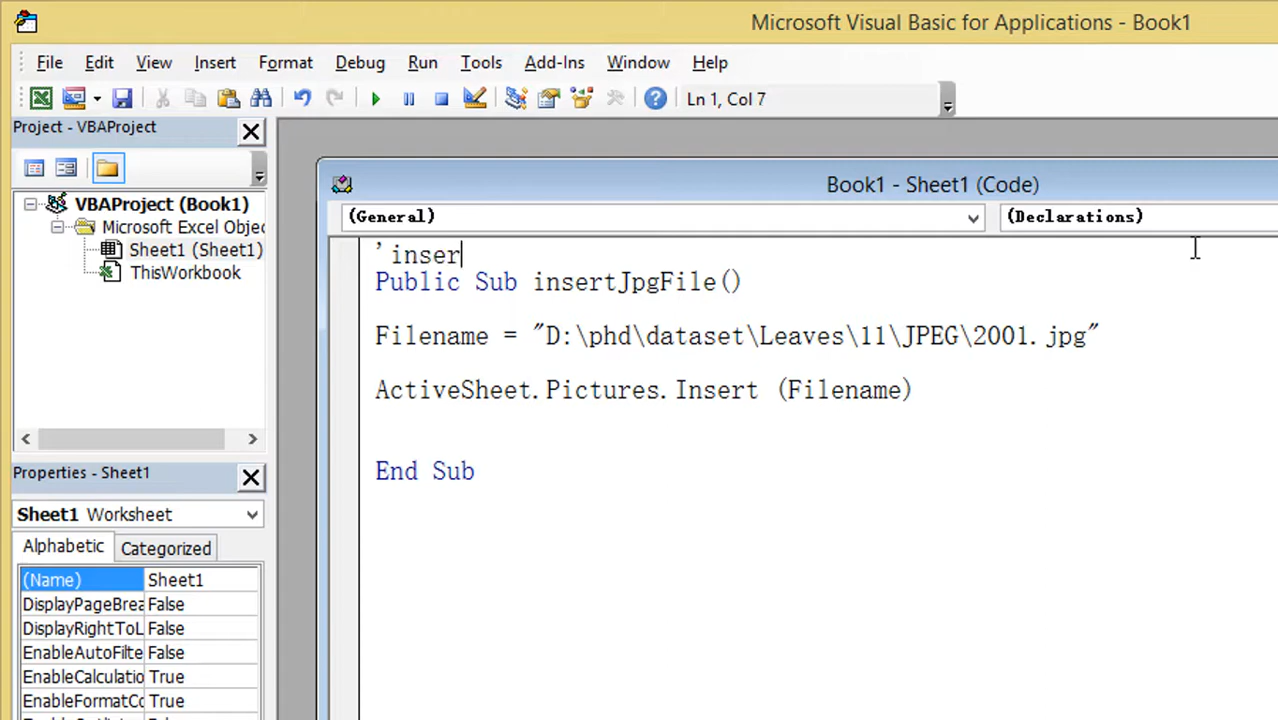 Microsoft Visual Basic for Applications - Book1
File Edit View Insert Format Debug Run Tools Add-Ins Window Help
Ln 1, Col 7
Project - VBAProject
VBAProject (Book1)
Microsoft Excel Objec
Sheet1 (Sheet1)
ThisWorkbook
Book1 - Sheet1 (Code)
(General) (Declarations)
'inser
Public Sub insertJpgFile()
Filename = "D:\phd\dataset\Leaves\11\JPEG\2001.jpg"
ActiveSheet.Pictures.Insert (Filename)
End Sub
Properties - Sheet1
Sheet1 Worksheet
Alphabetic Categorized
(Name) Sheet1
DisplayPageBrea False
DisplayRightToL False
EnableAutoFilte False
EnableCalculatio True
EnableFormatCo True